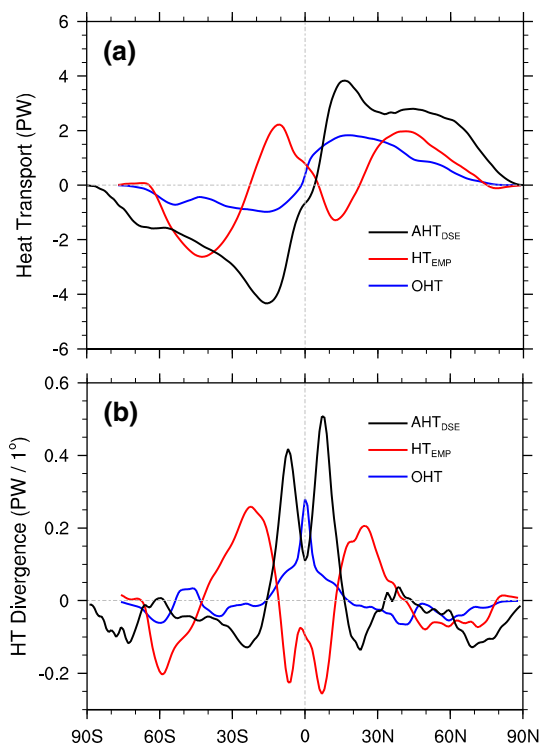 (a)
Heat Transport (PW)
6
4
2
0
-2
-4
-6
AHT_DSE
HT_EMP
OHT
(b)
HT Divergence (PW / 1°)
0.6
0.4
0.2
0
-0.2
AHT_DSE
HT_EMP
OHT
90S 60S 30S 0 30N 60N 90N